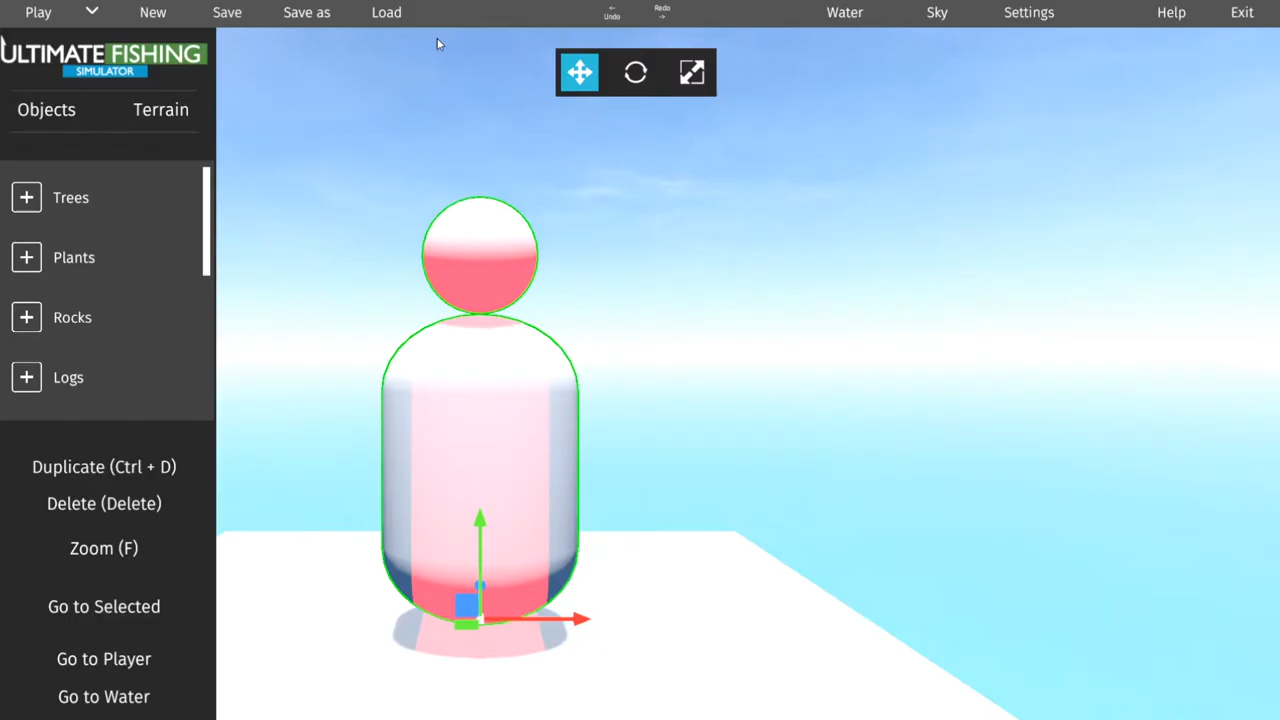 Play New Save Save as Load Undo Redo Water Sky Settings Help Exit
ULTIMATE FISHING
SIMULATOR
Objects Terrain
Trees
Plants
Rocks
Logs
Duplicate (Ctrl + D)
Delete (Delete)
Zoom (F)
Go to Selected
Go to Player
Go to Water